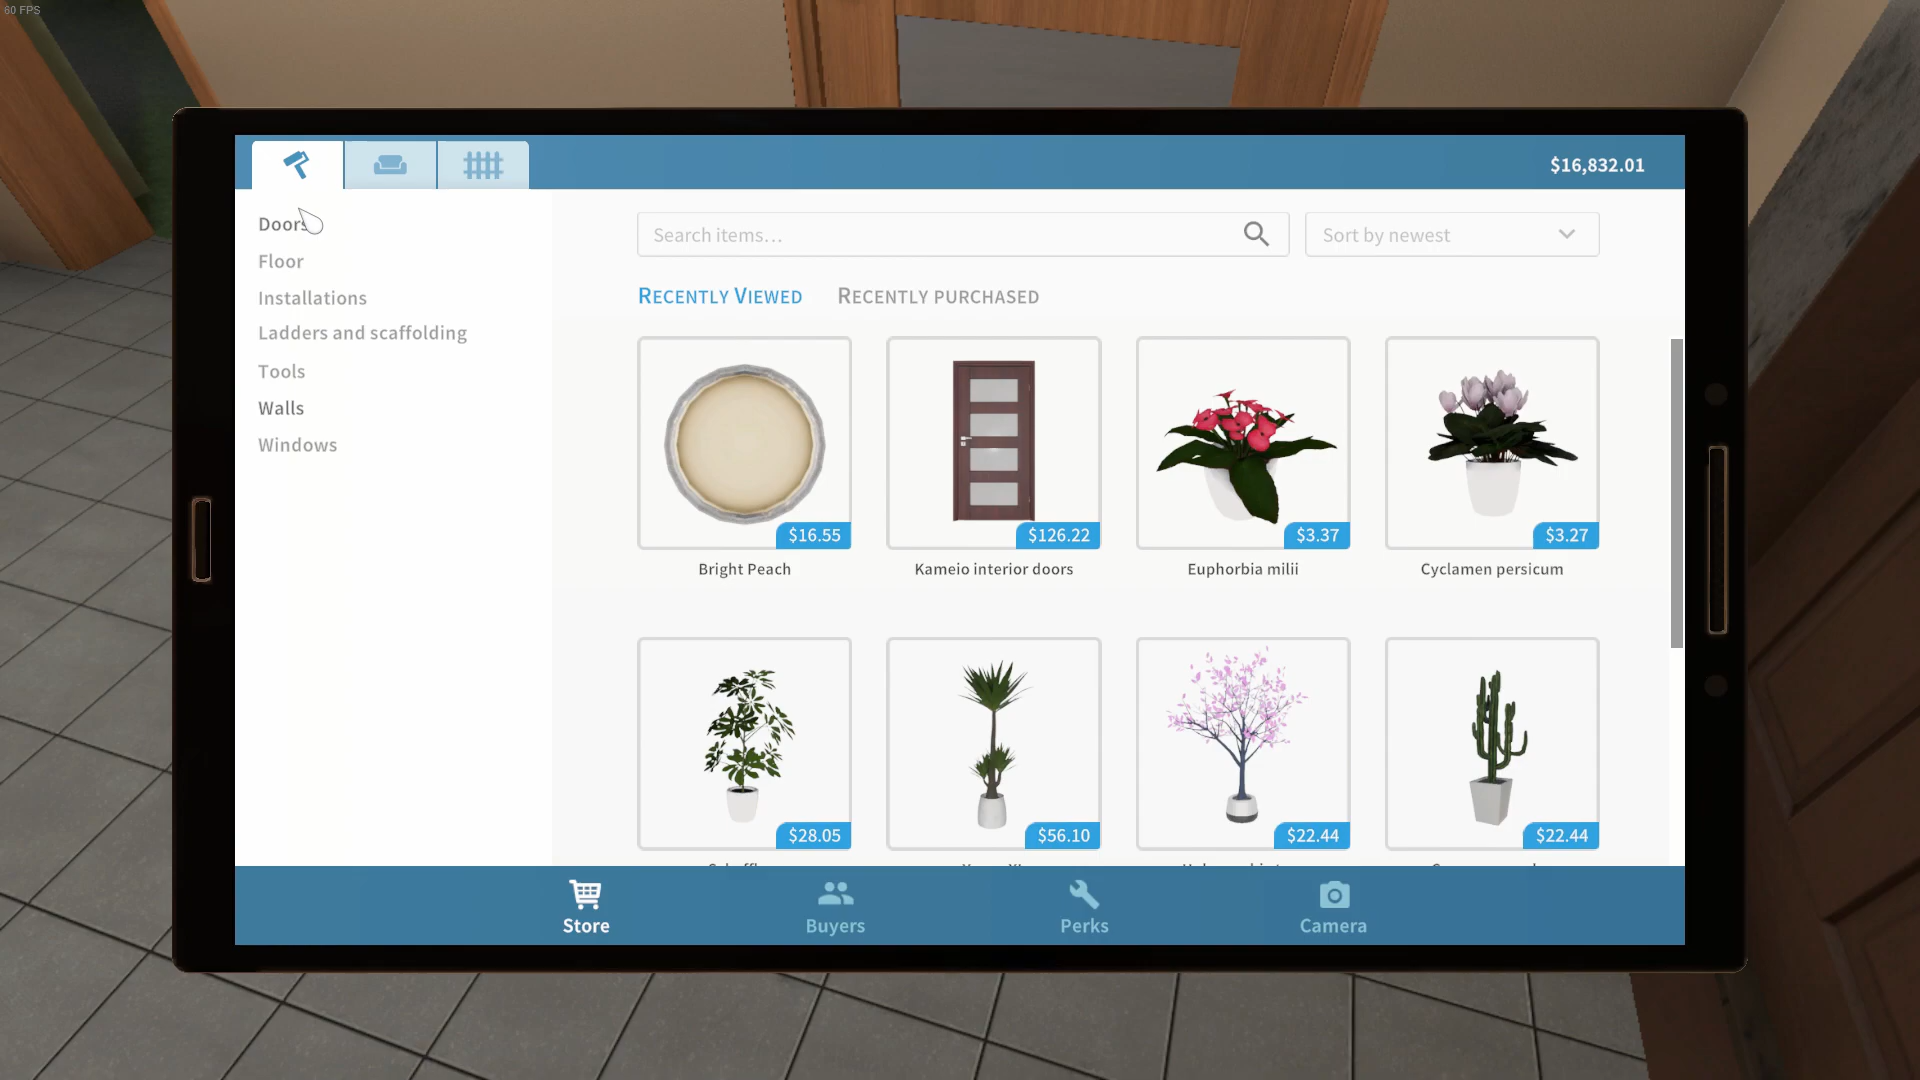 60 FPS
$16,832.01
Doors
Floor
Installations
Ladders and scaffolding
Tools
Walls
Windows
Search items...
Sort by newest
RECENTLY VIEWED
RECENTLY PURCHASED
$16.55
$126.22
$3.37
$3.27
Bright Peach
Kameio interior doors
Euphorbia milii
Cyclamen persicum
$28.05
$56.10
$22.44
$22.44
Store
Buyers
Perks
Camera